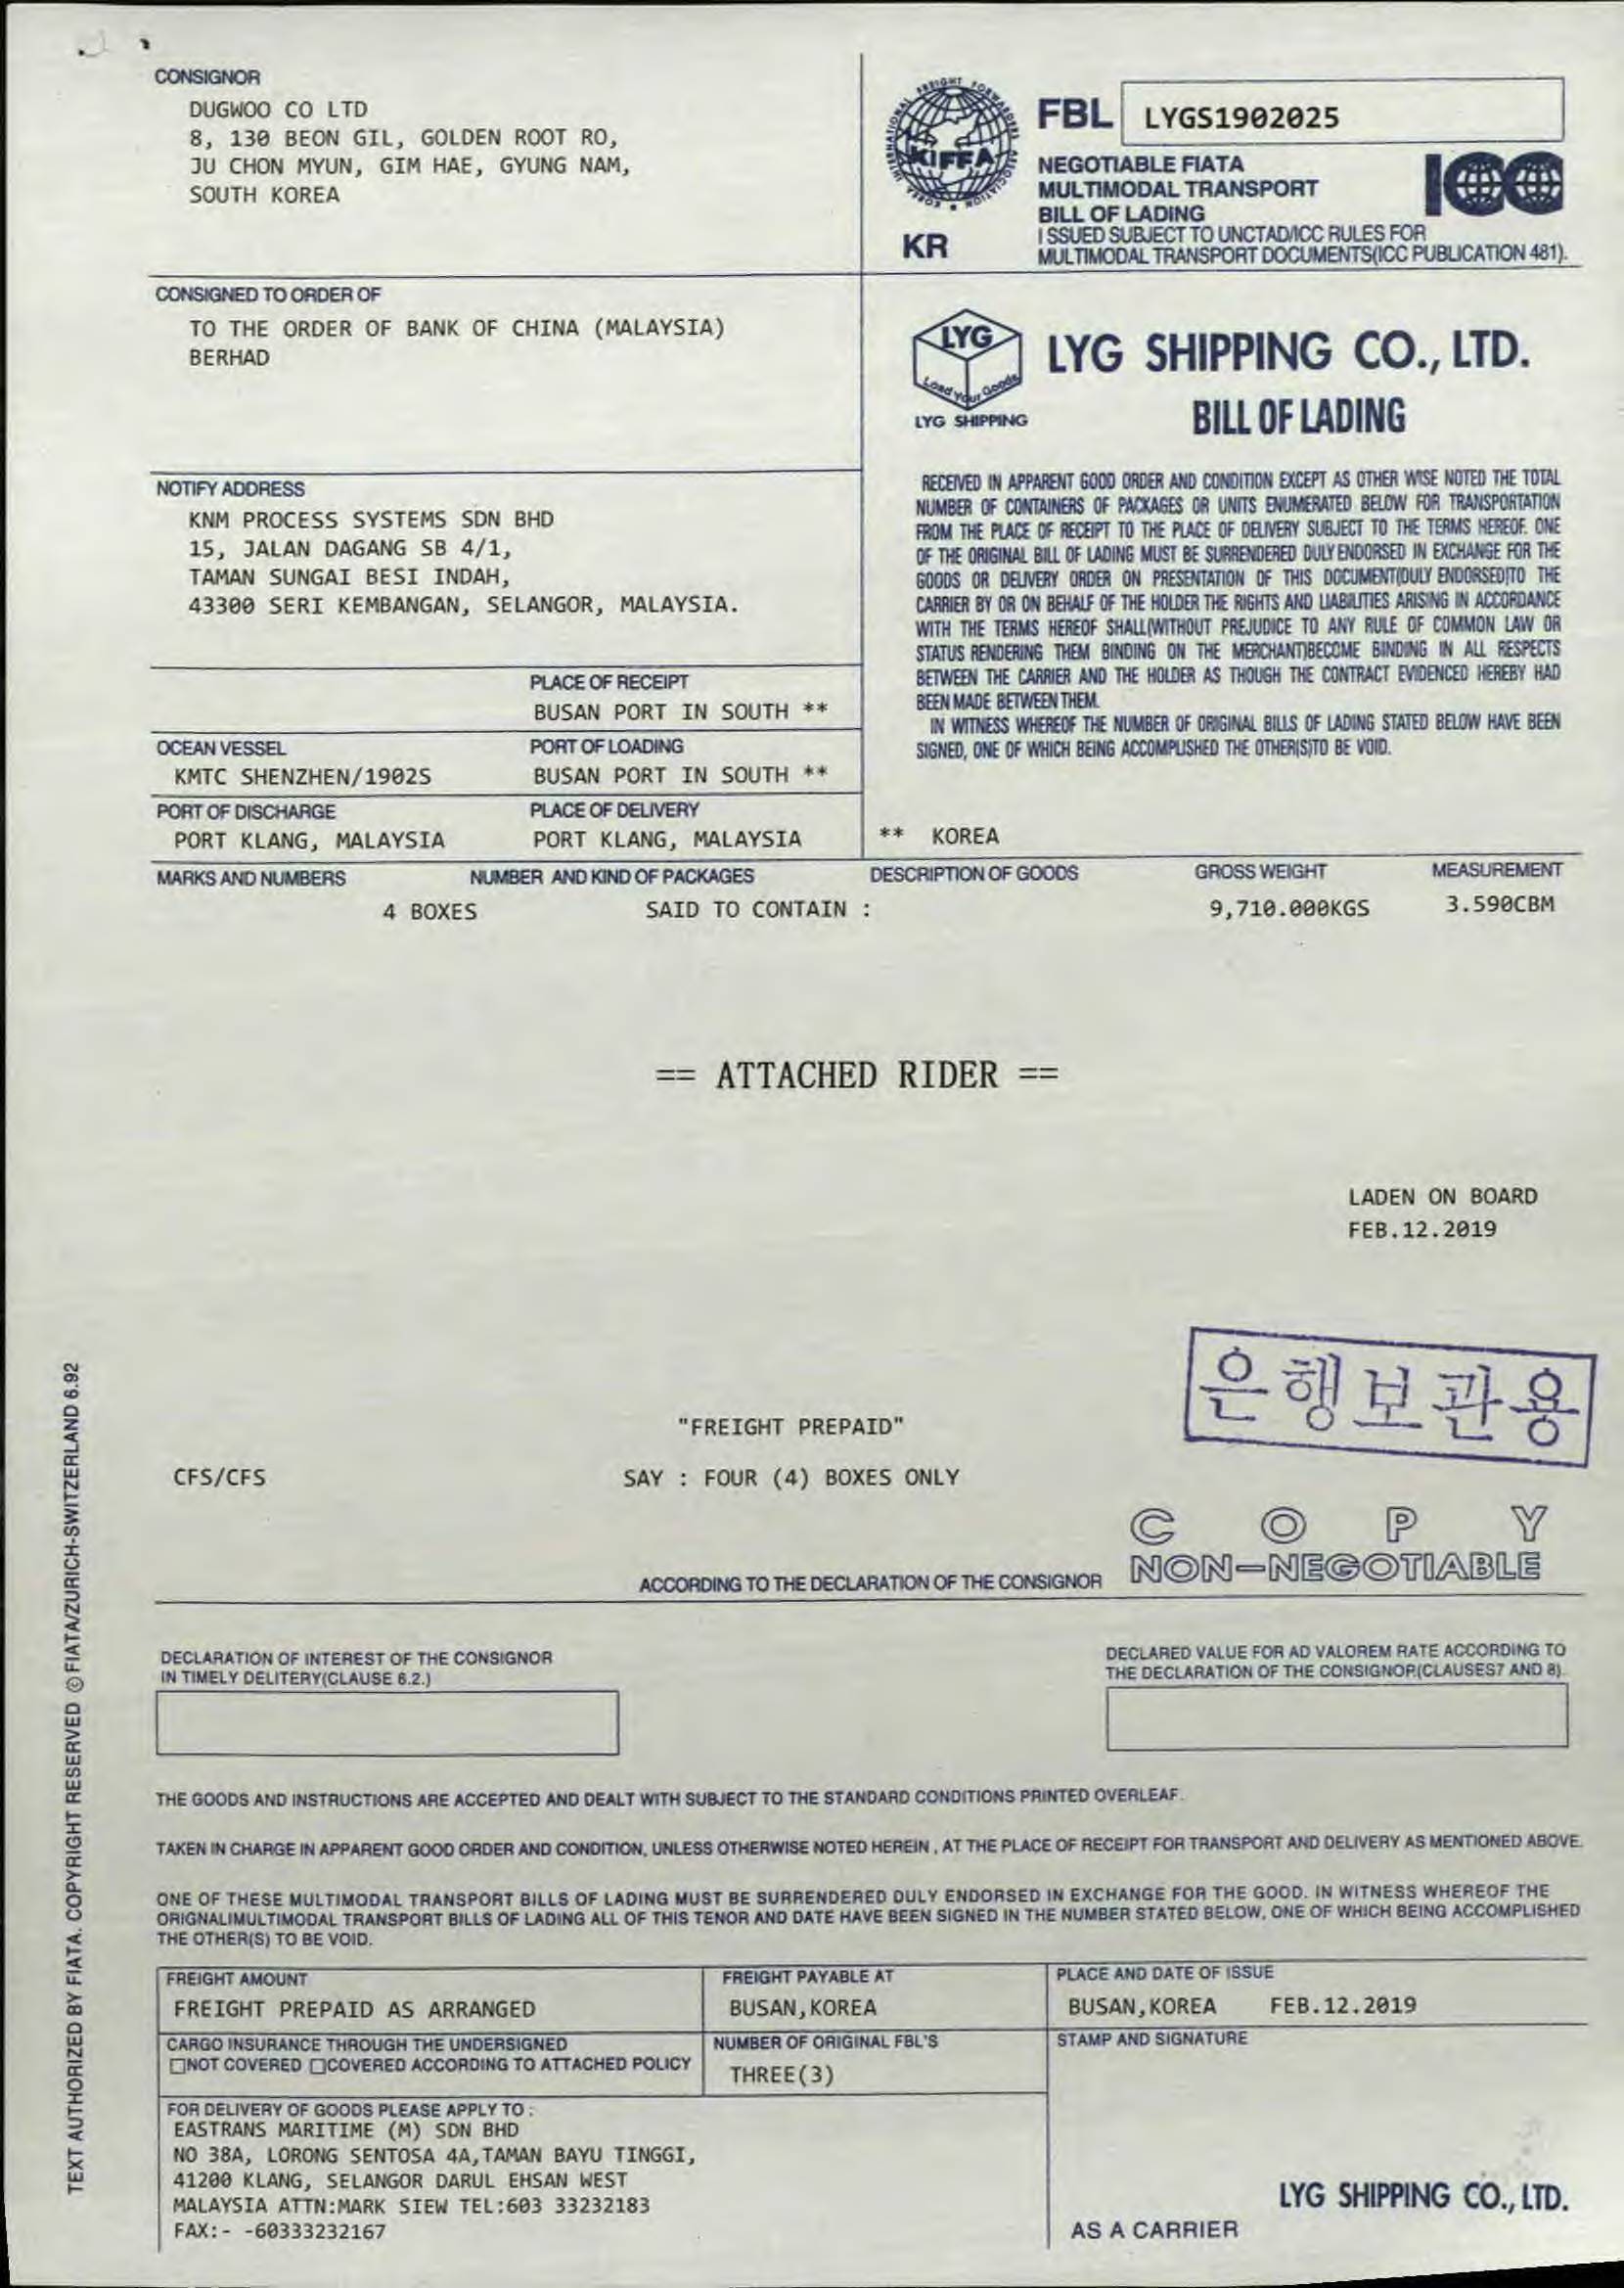 CONSIGNOR
DUGWOO CO LTD
8, 130 BEON GIL, GOLDEN ROOT RO,
JU CHON MYUN, GIM HAE, GYUNG NAM,
SOUTH KOREA
KIFFA
KR
FBL LYGS1902025
NEGOTIABLE FIATA
MULTIMODAL TRANSPORT
BILL OF LADING
ISSUED SUBJECT TO UNCTAD/ICC RULES FOR
MULTIMODAL TRANSPORT DOCUMENTS(ICC PUBLICATION 481).
ICC
CONSIGNED TO ORDER OF
TO THE ORDER OF BANK OF CHINA (MALAYSIA)
BERHAD
LYG
Load Your Goods
LYG SHIPPING
LYG SHIPPING CO., LTD.
BILL OF LADING
NOTIFY ADDRESS
KNM PROCESS SYSTEMS SDN BHD
15, JALAN DAGANG SB 4/1,
TAMAN SUNGAI BESI INDAH,
43300 SERI KEMBANGAN, SELANGOR, MALAYSIA.
RECEIVED IN APPARENT GOOD ORDER AND CONDITION EXCEPT AS OTHER WISE NOTED THE TOTAL
NUMBER OF CONTAINERS OF PACKAGES OR UNITS ENUMERATED BELOW FOR TRANSPORTATION
FROM THE PLACE OF RECEIPT TO THE PLACE OF DELIVERY SUBJECT TO THE TERMS HEREOF. ONE
OF THE ORIGINAL BILL OF LADING MUST BE SURRENDERED DULY ENDORSED IN EXCHANGE FOR THE
GOODS OR DELIVERY ORDER ON PRESENTATION OF THIS DOCUMENT(DULY ENDORSED)TO THE
CARRIER BY OR ON BEHALF OF THE HOLDER THE RIGHTS AND LIABILITIES ARISING IN ACCORDANCE
WITH THE TERMS HEREOF SHALL(WITHOUT PREJUDICE TO ANY RULE OF COMMON LAW OR
STATUS RENDERING THEM BINDING ON THE MERCHANT)BECOME BINDING IN ALL RESPECTS
BETWEEN THE CARRIER AND THE HOLDER AS THOUGH THE CONTRACT EVIDENCED HEREBY HAD
BEEN MADE BETWEEN THEM.
IN WITNESS WHEREOF THE NUMBER OF ORIGINAL BILLS OF LADING STATED BELOW HAVE BEEN
SIGNED, ONE OF WHICH BEING ACCOMPLISHED THE OTHER(S)TO BE VOID.
PLACE OF RECEIPT
BUSAN PORT IN SOUTH **
OCEAN VESSEL PORT OF LOADING
KMTC SHENZHEN/1902S BUSAN PORT IN SOUTH **
PORT OF DISCHARGE PLACE OF DELIVERY
PORT KLANG, MALAYSIA PORT KLANG, MALAYSIA
** KOREA
MARKS AND NUMBERS NUMBER AND KIND OF PACKAGES DESCRIPTION OF GOODS GROSS WEIGHT MEASUREMENT
4 BOXES SAID TO CONTAIN : 9,710.000KGS 3.590CBM
== ATTACHED RIDER ==
LADEN ON BOARD
FEB.12.2019
은행보관용
"FREIGHT PREPAID"
CFS/CFS SAY : FOUR (4) BOXES ONLY
C O P Y
NON-NEGOTIABLE
ACCORDING TO THE DECLARATION OF THE CONSIGNOR
DECLARATION OF INTEREST OF THE CONSIGNOR
IN TIMELY DELITERY(CLAUSE 6.2.)
DECLARED VALUE FOR AD VALOREM RATE ACCORDING TO
THE DECLARATION OF THE CONSIGNOR(CLAUSES7 AND 8).
THE GOODS AND INSTRUCTIONS ARE ACCEPTED AND DEALT WITH SUBJECT TO THE STANDARD CONDITIONS PRINTED OVERLEAF.
TAKEN IN CHARGE IN APPARENT GOOD ORDER AND CONDITION, UNLESS OTHERWISE NOTED HEREIN , AT THE PLACE OF RECEIPT FOR TRANSPORT AND DELIVERY AS MENTIONED ABOVE.
ONE OF THESE MULTIMODAL TRANSPORT BILLS OF LADING MUST BE SURRENDERED DULY ENDORSED IN EXCHANGE FOR THE GOOD. IN WITNESS WHEREOF THE
ORIGNALIMULTIMODAL TRANSPORT BILLS OF LADING ALL OF THIS TENOR AND DATE HAVE BEEN SIGNED IN THE NUMBER STATED BELOW, ONE OF WHICH BEING ACCOMPLISHED
THE OTHER(S) TO BE VOID.
FREIGHT AMOUNT FREIGHT PAYABLE AT PLACE AND DATE OF ISSUE
FREIGHT PREPAID AS ARRANGED BUSAN,KOREA BUSAN,KOREA FEB.12.2019
CARGO INSURANCE THROUGH THE UNDERSIGNED NUMBER OF ORIGINAL FBL'S STAMP AND SIGNATURE
□NOT COVERED □COVERED ACCORDING TO ATTACHED POLICY
THREE(3)
FOR DELIVERY OF GOODS PLEASE APPLY TO :
EASTRANS MARITIME (M) SDN BHD
NO 38A, LORONG SENTOSA 4A,TAMAN BAYU TINGGI,
41200 KLANG, SELANGOR DARUL EHSAN WEST
MALAYSIA ATTN:MARK SIEW TEL:603 33232183
FAX:- -60333232167
LYG SHIPPING CO., LTD.
AS A CARRIER
TEXT AUTHORIZED BY FIATA. COPYRIGHT RESERVED © FIATA/ZURICH-SWITZERLAND 6.92